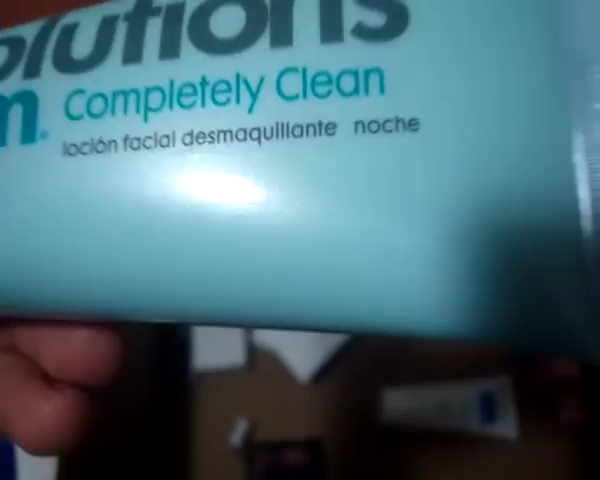 olutions
m. Completely Clean
loción facial desmaquillante noche